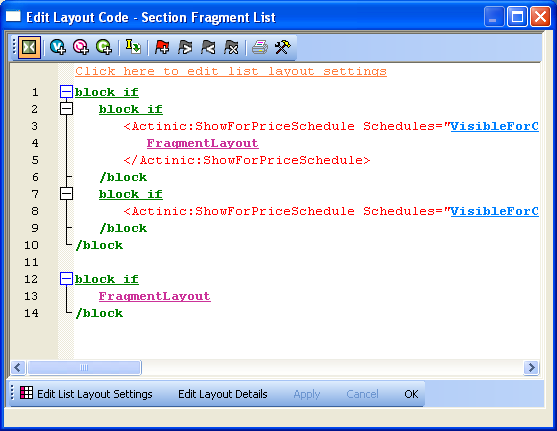 Edit Layout Code - Section Fragment List
Click here to edit list layout settings
1 block if
2 block if
3 <Actinic:ShowForPriceSchedule Schedules="VisibleForC
4 FragmentLayout
5 </Actinic:ShowForPriceSchedule>
6 /block
7 block if
8 <Actinic:ShowForPriceSchedule Schedules="VisibleForC
9 /block
10 /block
11
12 block if
13 FragmentLayout
14 /block
Edit List Layout Settings Edit Layout Details Apply Cancel OK